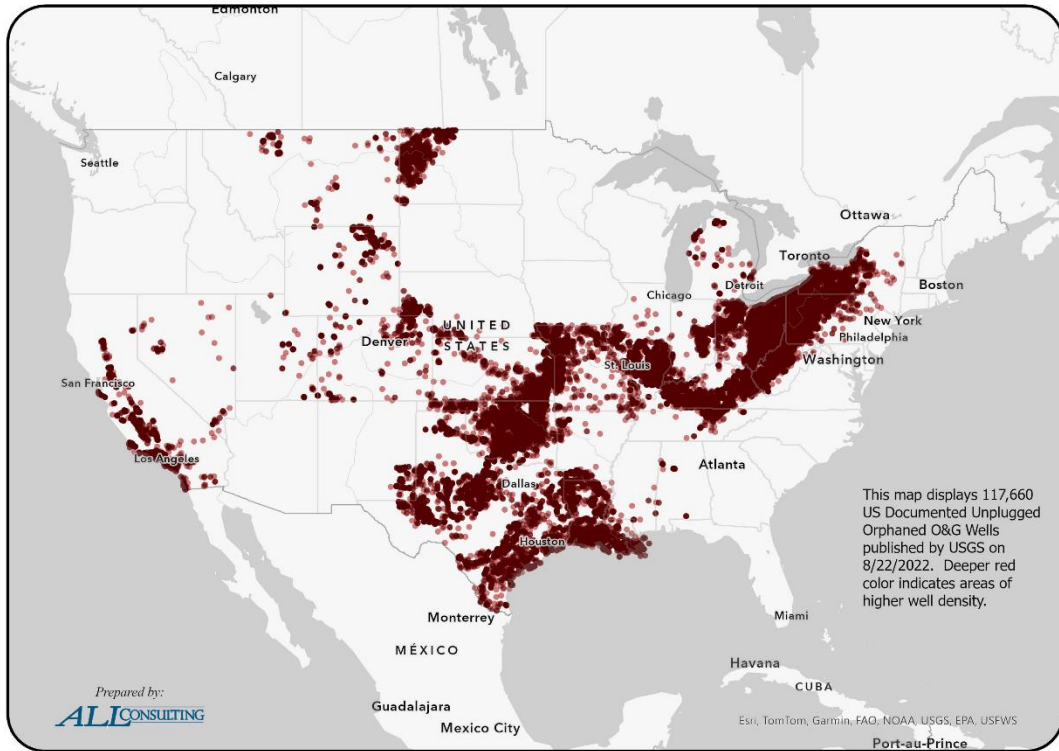 Edmonton
Calgary
Seattle
Ottawa
Toronto
Detroit
Boston
Chicago
New York
Philadelphia
UNITED
STATES
Denver
Washington
St. Louis
San Francisco
Los Angeles
Atlanta
Dallas
Houston
This map displays 117,660
US Documented Unplugged
Orphaned O&G Wells
published by USGS on
8/22/2022. Deeper red
color indicates areas of
higher well density.
Monterrey
Miami
MÉXICO
Havana
CUBA
Prepared by:
ALL CONSULTING
Guadalajara
Mexico City
Esri, TomTom, Garmin, FAO, NOAA, USGS, EPA, USFWS
Port-au-Prince